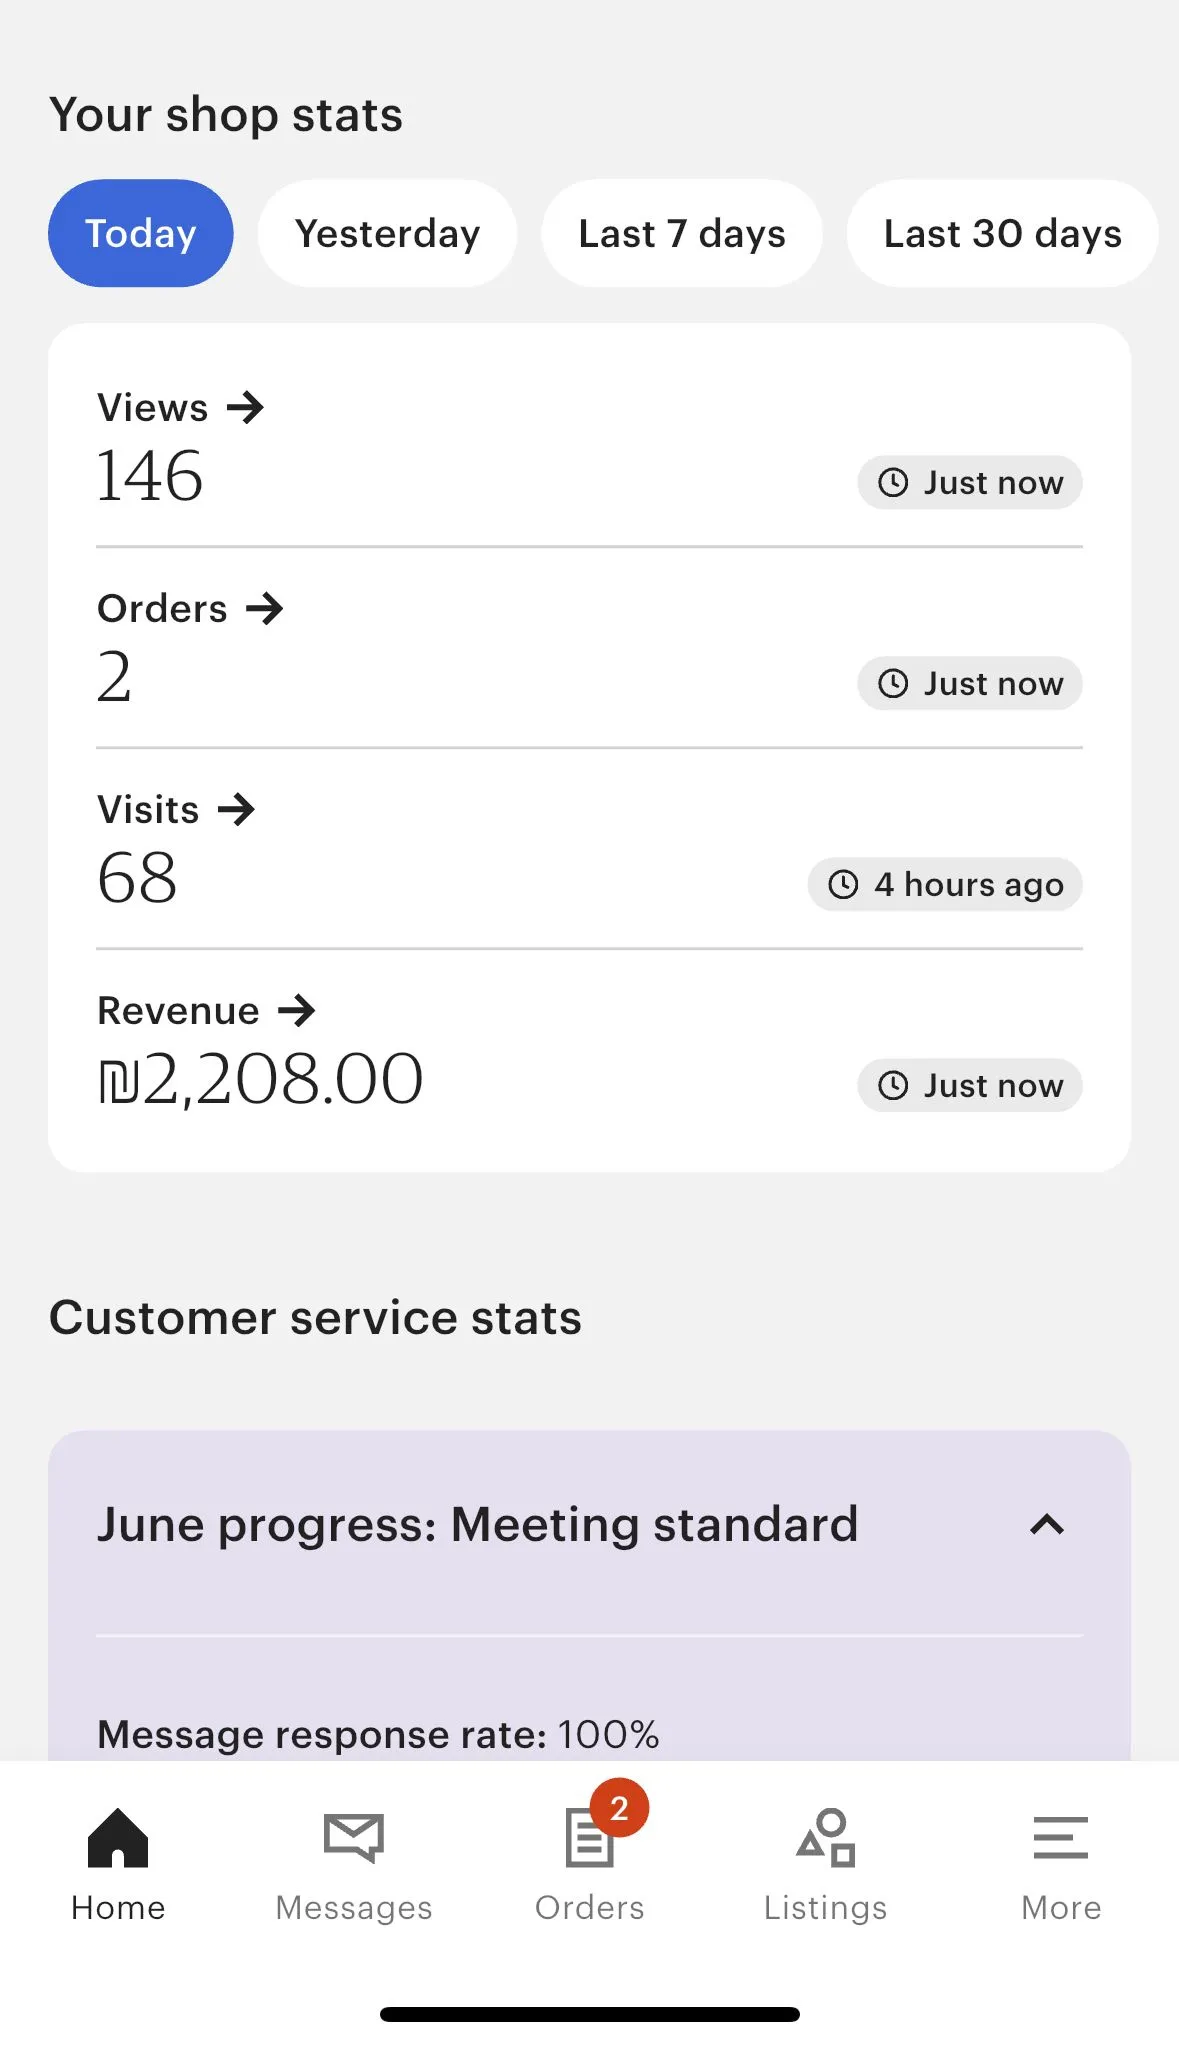 Your shop stats
Today Yesterday Last 7 days Last 30 days
Views →
146
Just now
Orders →
2
Just now
Visits →
68
4 hours ago
Revenue →
₪2,208.00
Just now
Customer service stats
June progress: Meeting standard
Message response rate: 100%
2
Home Messages Orders Listings More